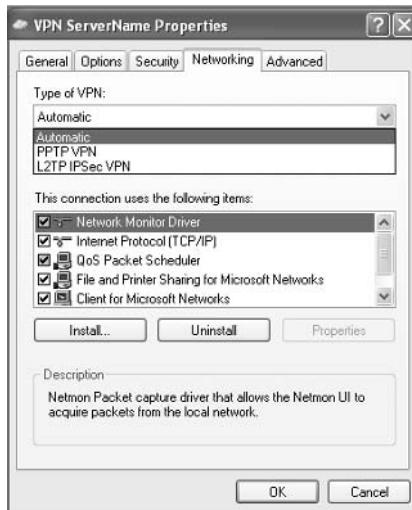 VPN ServerName Properties
General Options Security Networking Advanced
Type of VPN:
Automatic
Automatic
PPTP VPN
L2TP IPSec VPN
This connection uses the following items:
Network Monitor Driver
Internet Protocol (TCP/IP)
QoS Packet Scheduler
File and Printer Sharing for Microsoft Networks
Client for Microsoft Networks
Install... Uninstall Properties
Description
Netmon Packet capture driver that allows the Netmon UI to
acquire packets from the local network.
OK Cancel